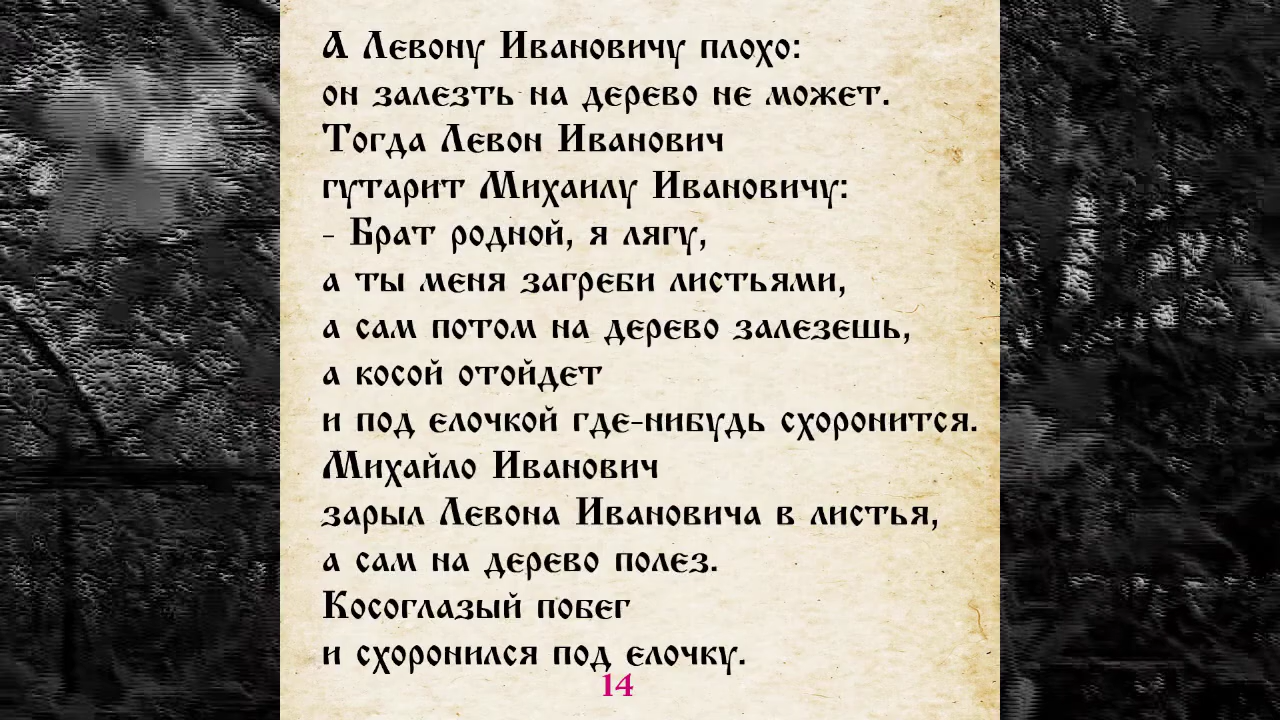 А Левону Ивановичу плохо:
он залезть на дерево не может.
Тогда Левон Иванович
гутарит Михаилу Ивановичу:
- Брат родной, я лягу,
а ты меня загреби листьями,
а сам потом на дерево залезешь,
а косой отойдет
и под елочкой где-нибудь схоронится.
Михайло Иванович
зарыл Левона Ивановича в листья,
а сам на дерево полез.
Косоглазый побег
и схоронился под елочку.
14